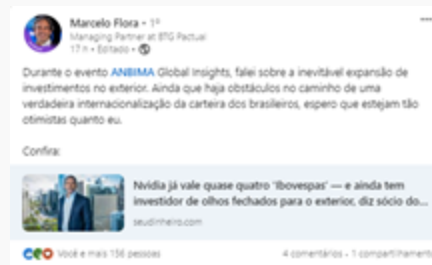 Marcelo Flora • 1º
Managing Partner at BTG Pactual
17 h • Editado •
Durante o evento ANBIMA Global Insights, falei sobre a inevitável expansão de
investimentos no exterior. Ainda que haja obstáculos no caminho de uma
verdadeira internacionalização da carteira dos brasileiros, espero que estejam tão
otimistas quanto eu.
Confira:
Nvidia já vale quase quatro 'Ibovespas' — e ainda tem
investidor de olhos fechados para o exterior, diz sócio do...
seudinheiro.com
Você e mais 156 pessoas
4 comentários • 1 compartilhamento